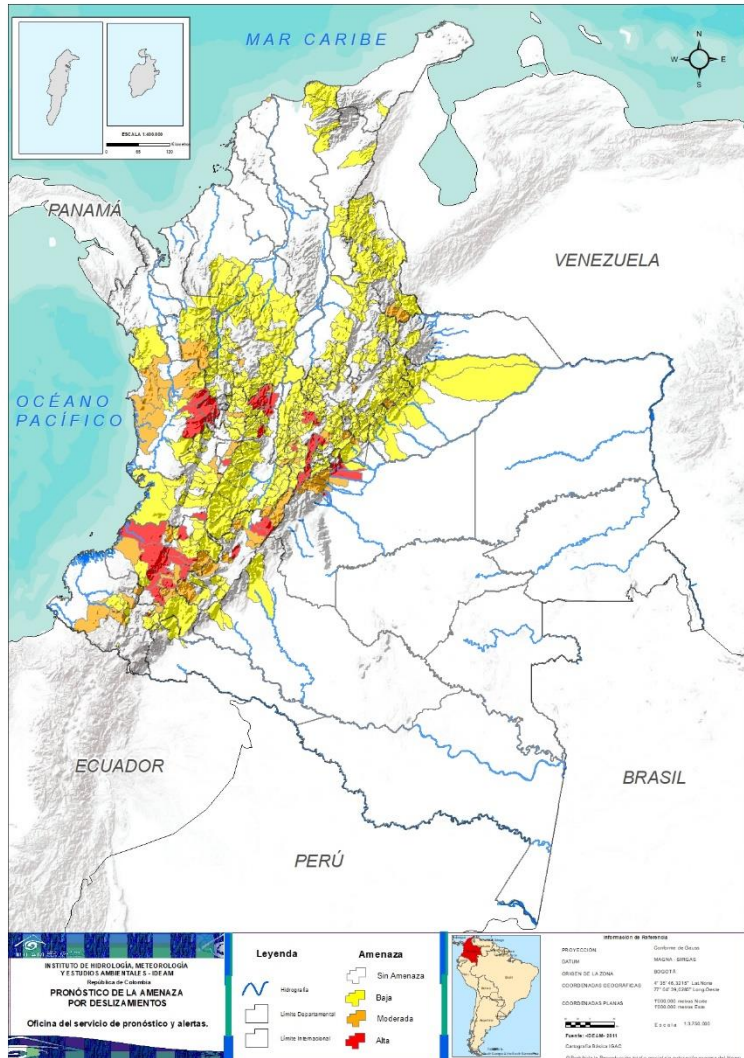 MAR CARIBE
N
W
E
S
ESCALA 1:400.000
PANAMÁ
VENEZUELA
OCÉANO
PACÍFICO
ECUADOR
BRASIL
PERÚ
INSTITUTO DE HIDROLOGÍA, METEOROLOGÍA
Y ESTUDIOS AMBIENTALES - IDEAM
República de Colombia
PRONÓSTICO DE LA AMENAZA
POR DESLIZAMIENTOS
Oficina del servicio de pronóstico y alertas.
Leyenda
Hidrografía
Límite Departamental
Límite Internacional
Amenaza
Sin Amenaza
Baja
Moderada
Alta
Información de Referencia
PROYECCION
DATUM
MAGNA - SIRGAS
ORIGEN DE LA ZONA
BOGOTÁ
COORDENADAS GEOGRÁFICAS
COORDENADAS PLANAS
Escala
Fuente: ©IDEAM- 2011
Cartografía Básica IGAC